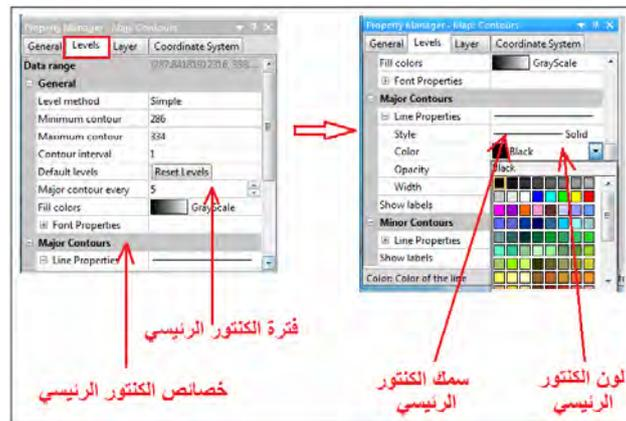 Property Manager - Map: Contours
General Levels Layer Coordinate System
Data range
General
Level method Simple
Minimum contour 286
Maximum contour 334
Contour interval 1
Default levels Reset Levels
Major contour every 5
Fill colors GrayScale
Font Properties
Major Contours
Line Properties
فترة الكنتور الرئيسي
خصائص الكنتور الرئيسي
Property Manager - Map: Contours
General Levels Layer Coordinate System
Fill colors GrayScale
Font Properties
Major Contours
Line Properties
Style Solid
Color Black
Opacity Black
Width
Show labels
Minor Contours
Line Properties
Show labels
Color: Color of the line
سمك الكنتور
الرئيسي
لون الكنتور
الرئيسي